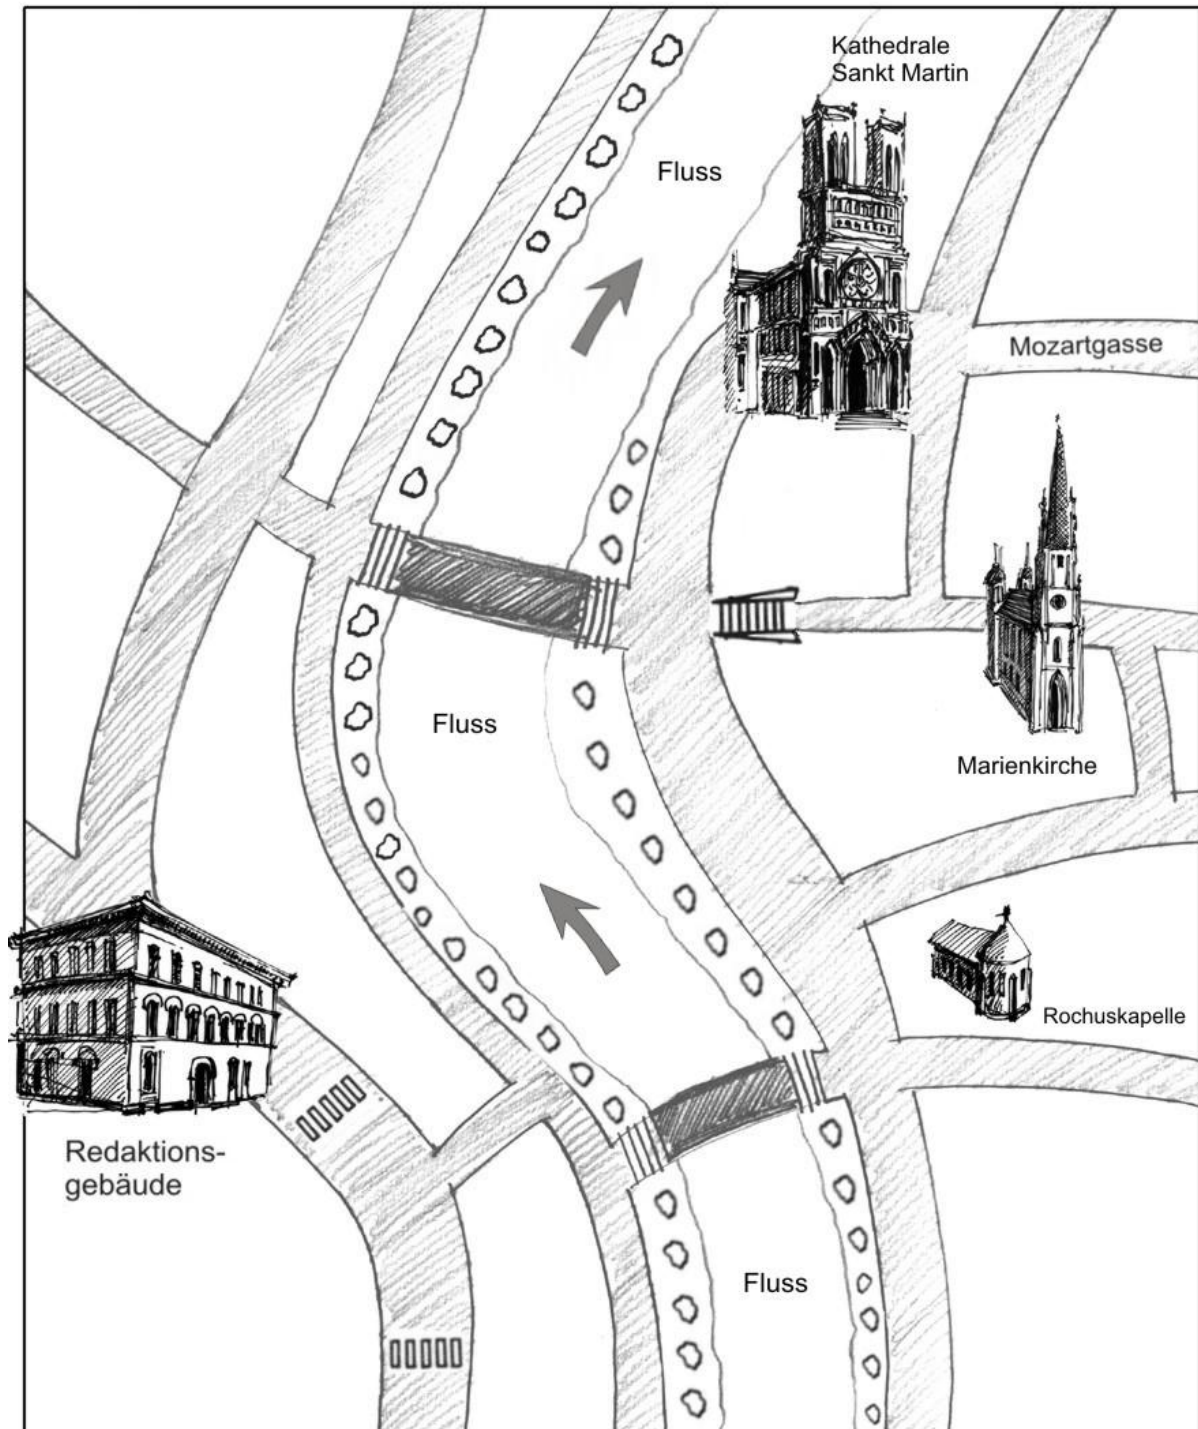 Kathedrale
Sankt Martin
Fluss
Mozartgasse
Fluss
Marienkirche
Rochuskapelle
Redaktions-
gebäude
Fluss